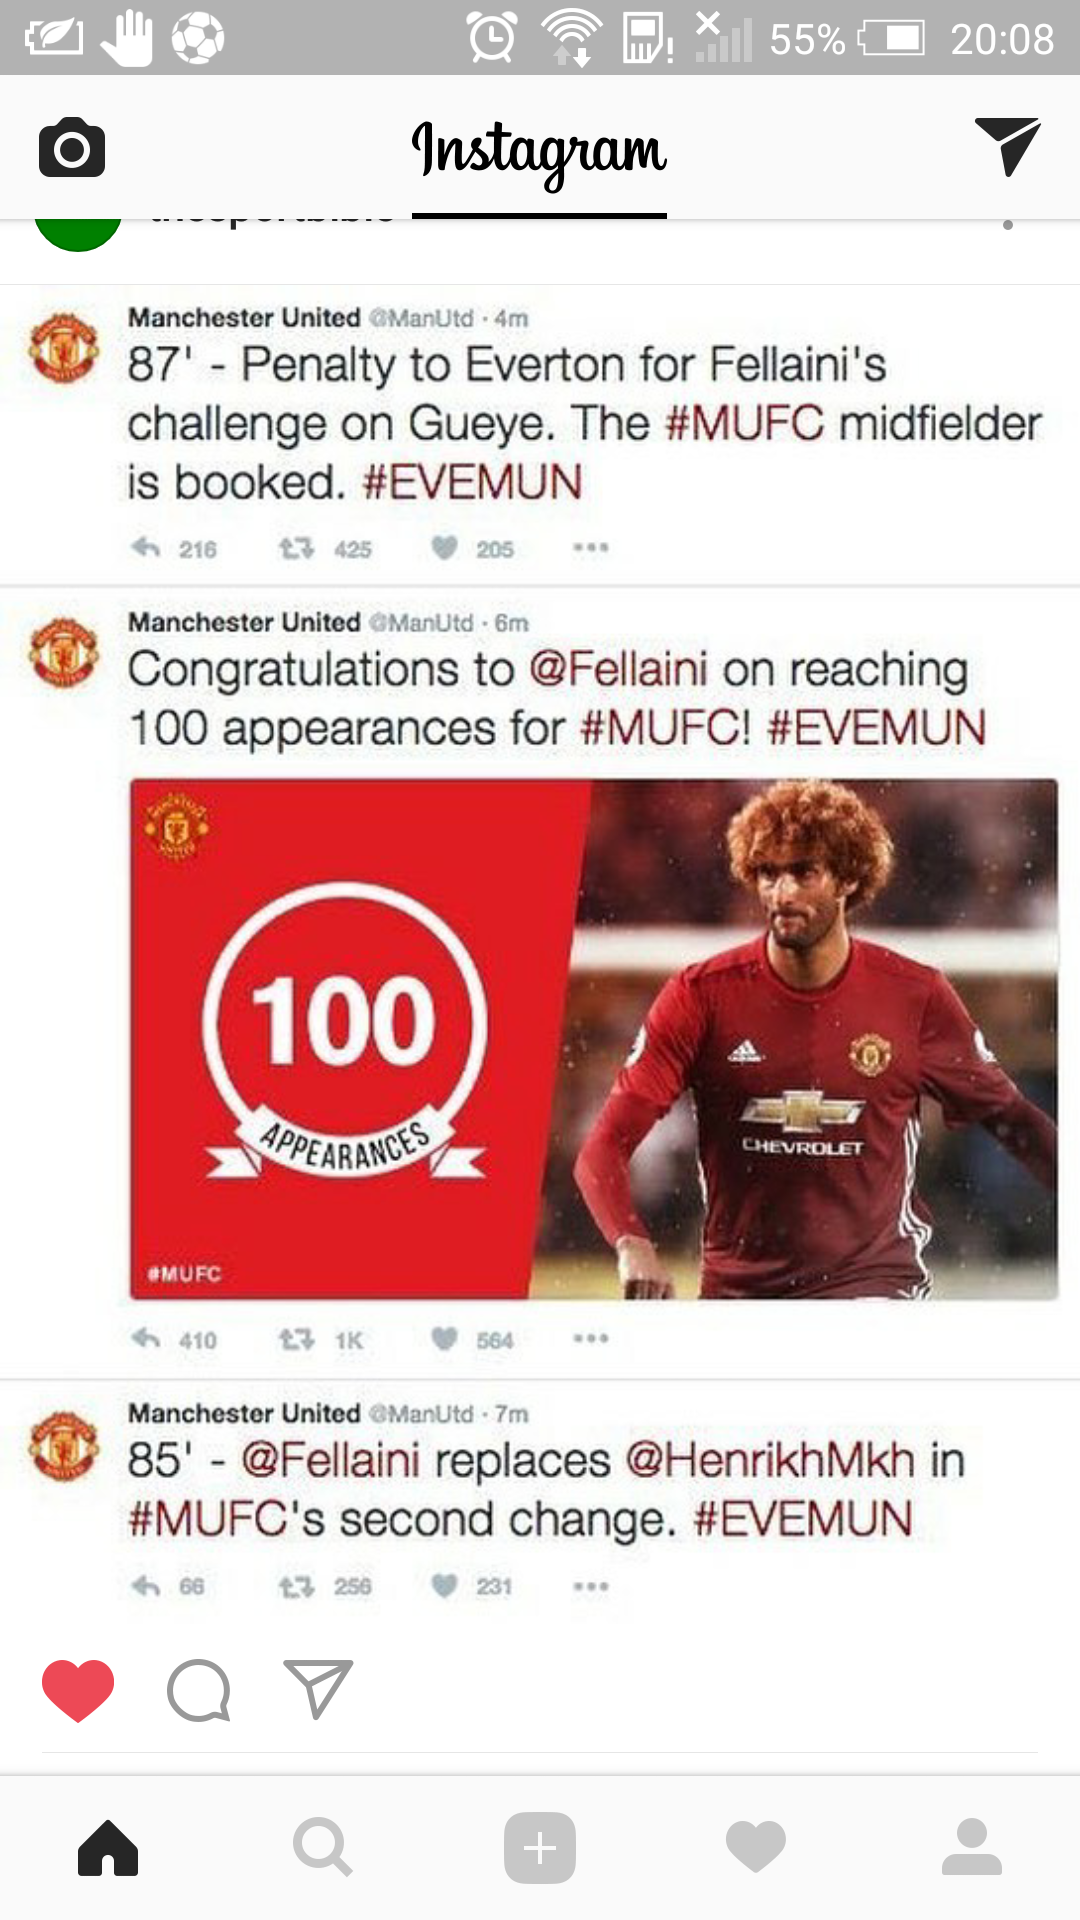 55% 20:08
Instagram
Manchester United @ManUtd · 4m
87' - Penalty to Everton for Fellaini's
challenge on Gueye. The #MUFC midfielder
is booked. #EVEMUN
216 425 205
Manchester United @ManUtd · 6m
Congratulations to @Fellaini on reaching
100 appearances for #MUFC! #EVEMUN
100
APPEARANCES
CHEVROLET
#MUFC
410 1K 564
Manchester United @ManUtd · 7m
85' - @Fellaini replaces @HenrikhMkh in
#MUFC's second change. #EVEMUN
66 256 231